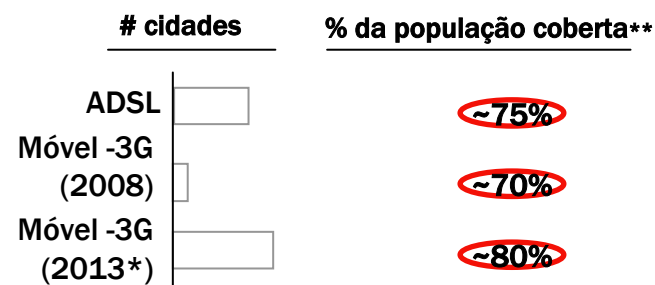 # cidades % da população coberta**
ADSL ~75%
Móvel -3G
(2008) ~70%
Móvel -3G
(2013*) ~80%